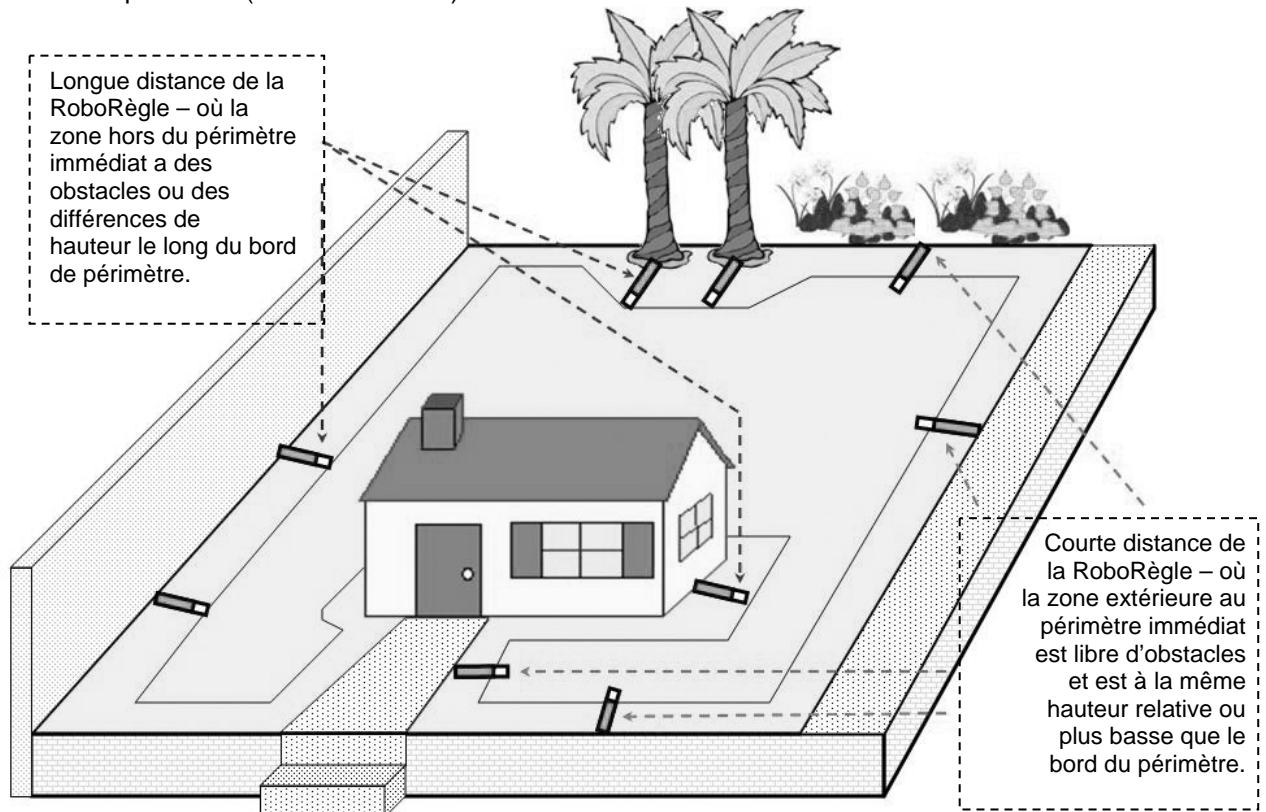 Longue distance de la
RoboRègle – où la
zone hors du périmètre
immédiat a des
obstacles ou des
différences de
hauteur le long du bord
de périmètre.
Courte distance de
la RoboRègle – où
la zone extérieure au
périmètre immédiat
est libre d'obstacles
et est à la même
hauteur relative ou
plus basse que le
bord du périmètre.